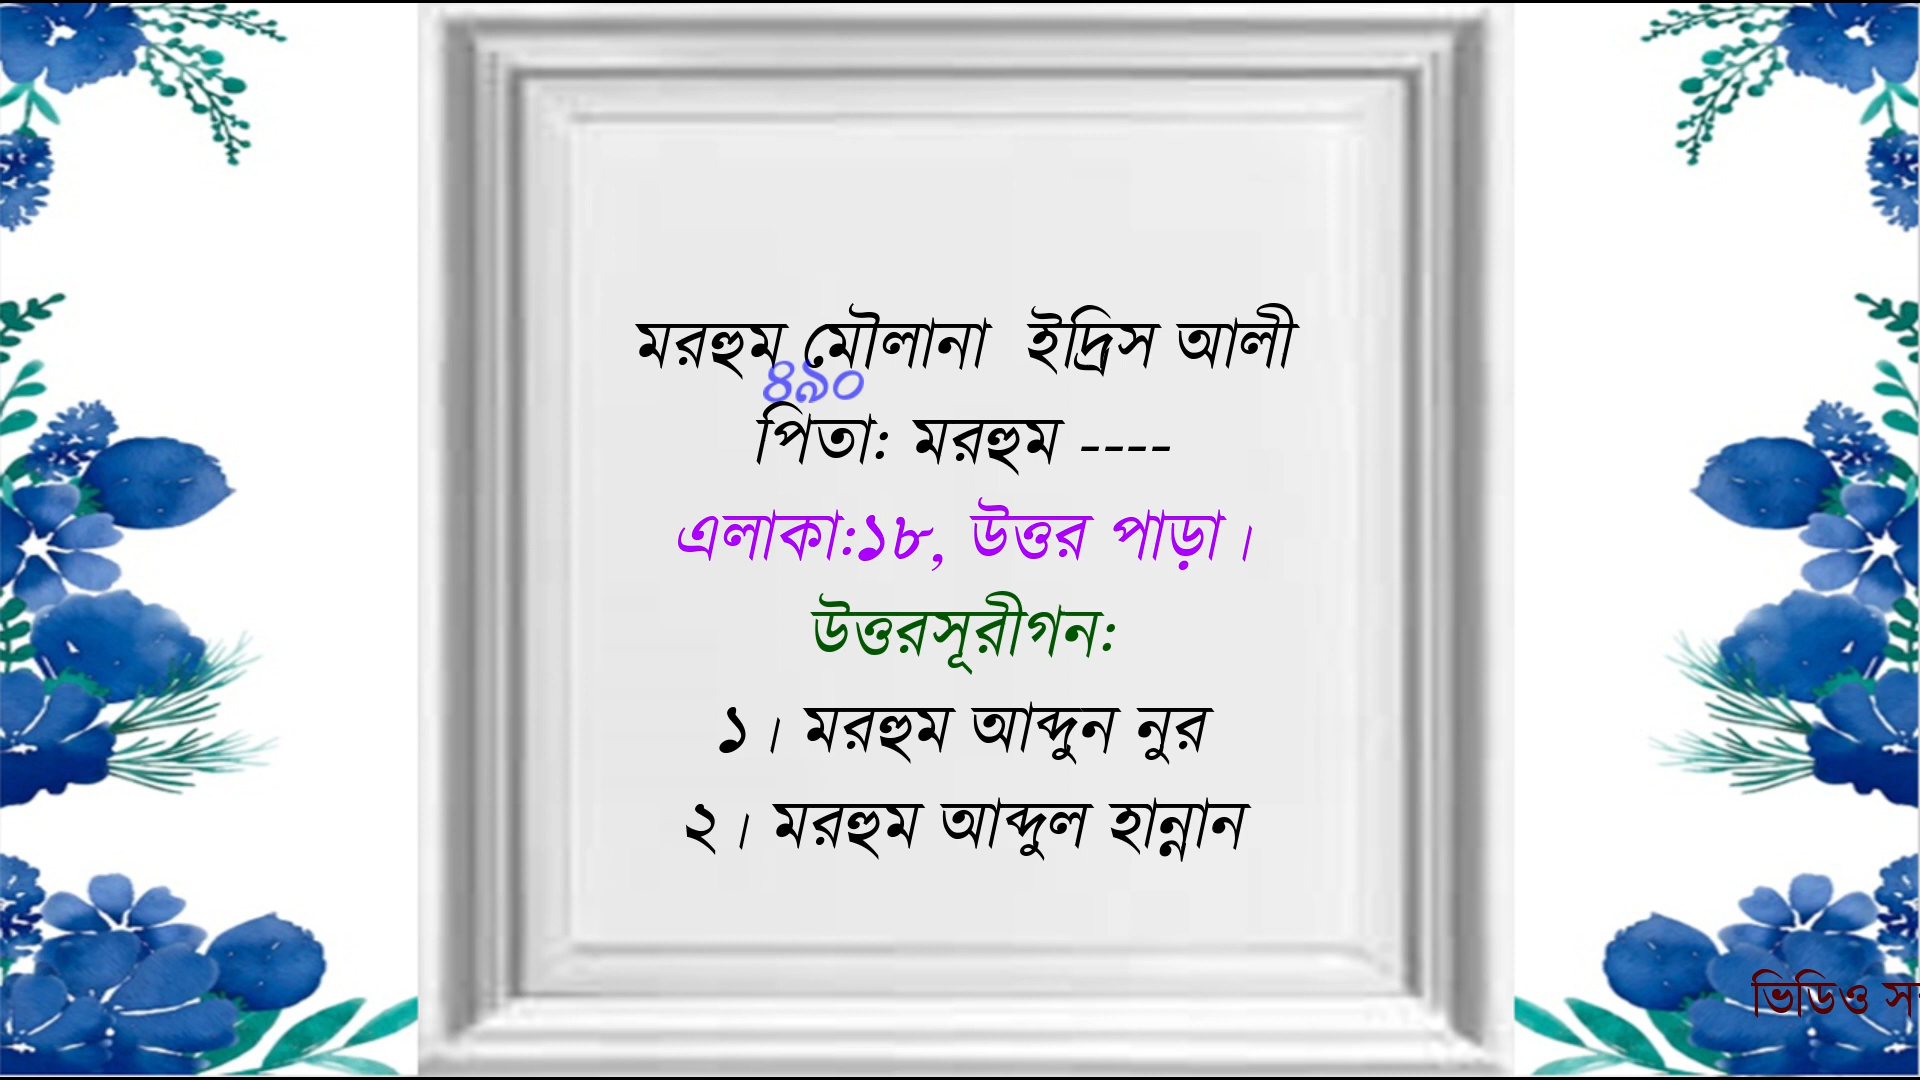 মরহুম মৌলানা ইদ্রিস আলী
৪৯০
পিতা: মরহুম ----
এলাকা:১৮, উত্তর পাড়া।
উত্তরসূরীগন:
১। মরহুম আব্দুন নুর
২। মরহুম আব্দুল হান্নান
ভিডিও